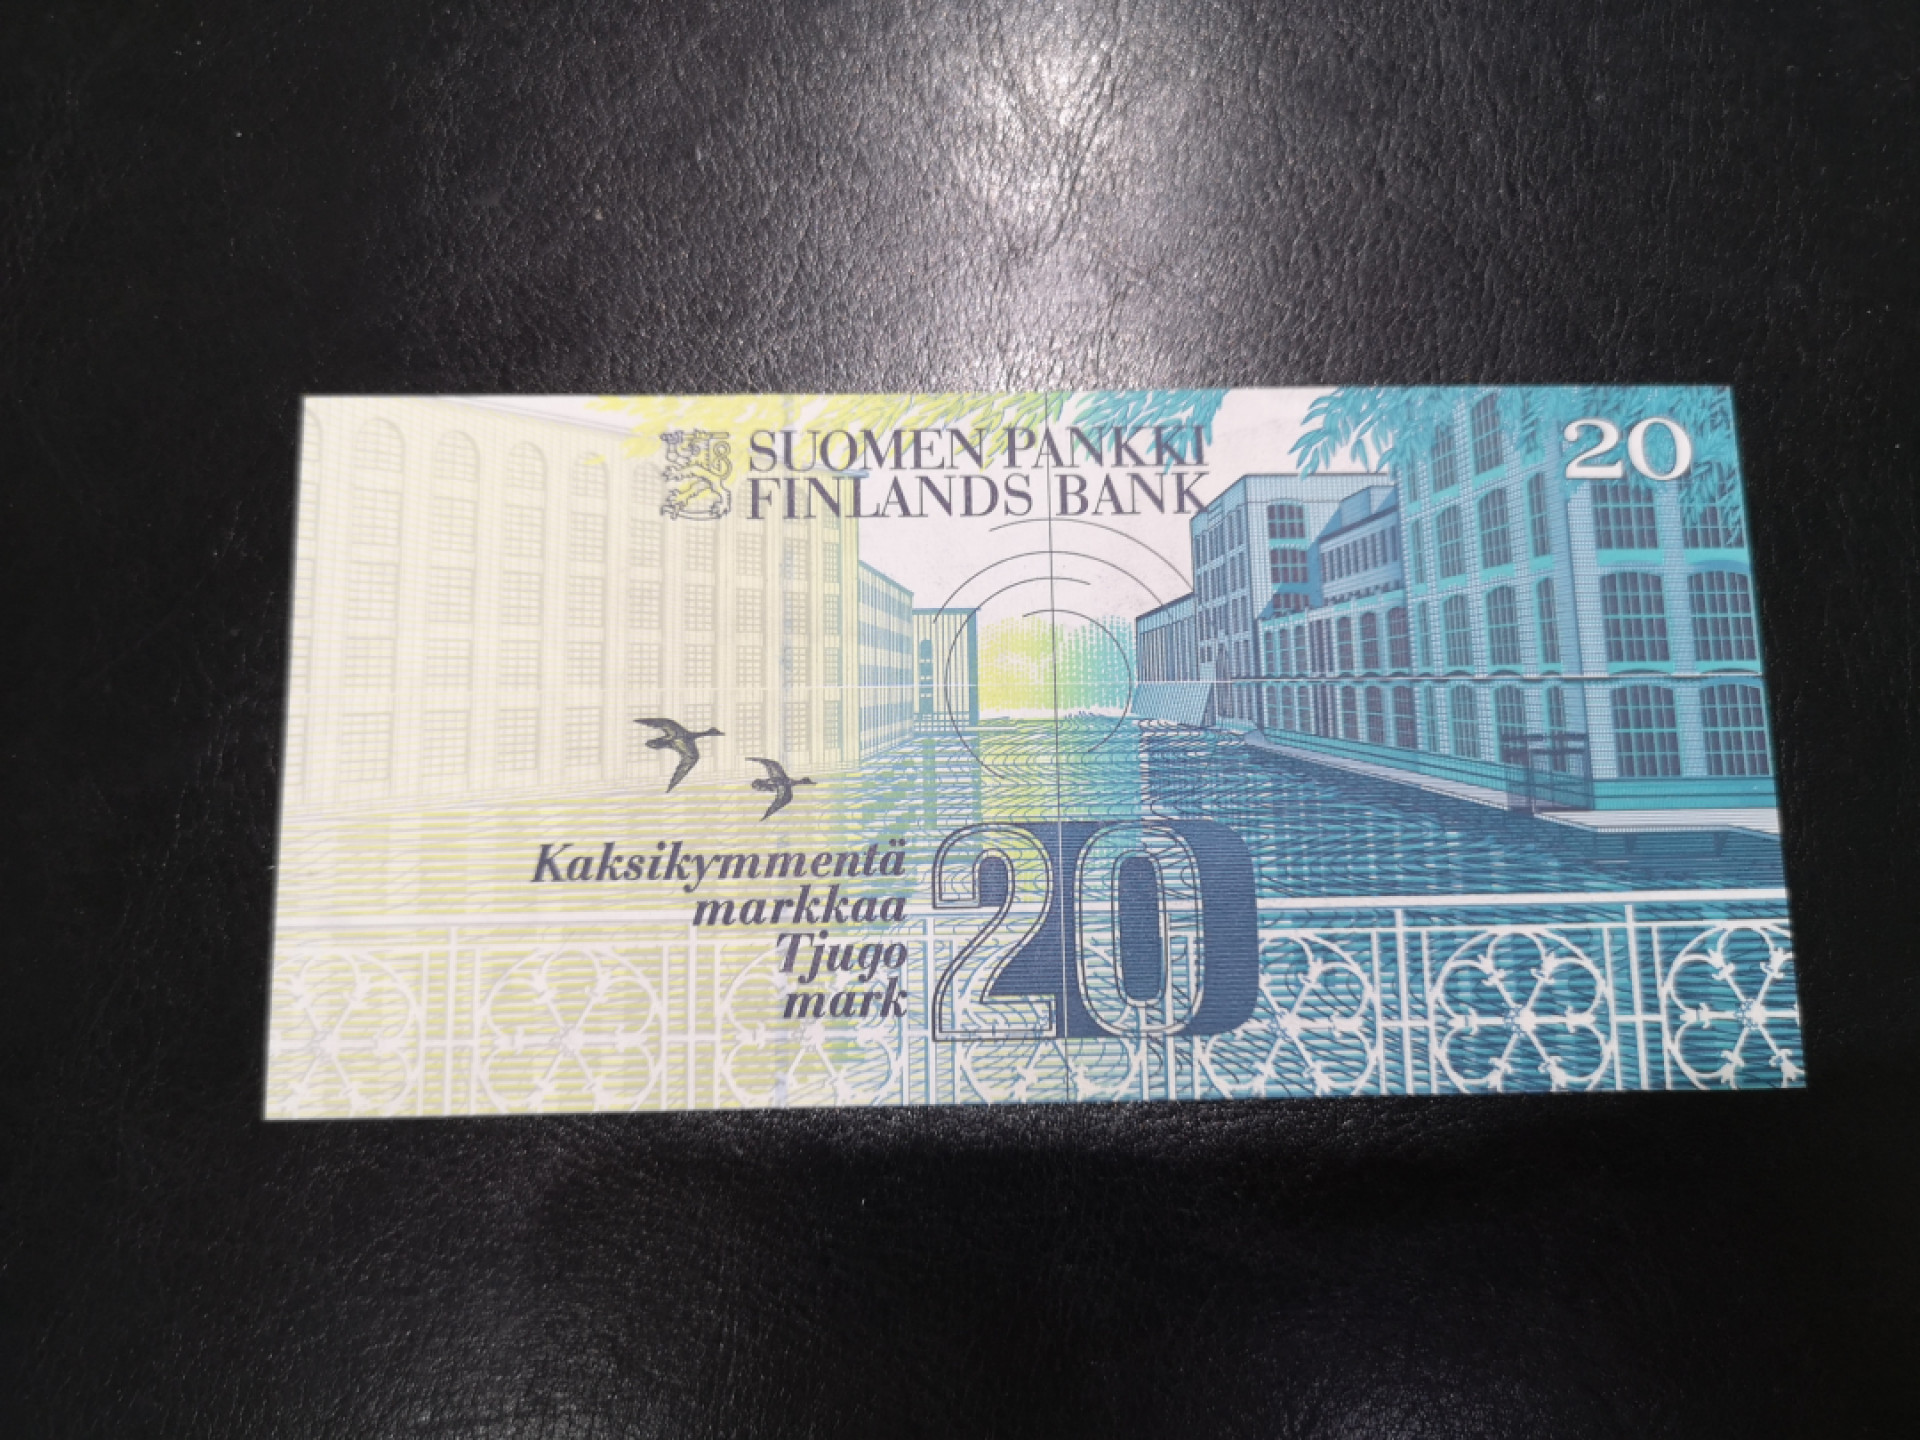 SUOMEN PANKKI
FINLANDS BANK
20
Kaksikymmentä
markkaa
Tjugo
mark
20